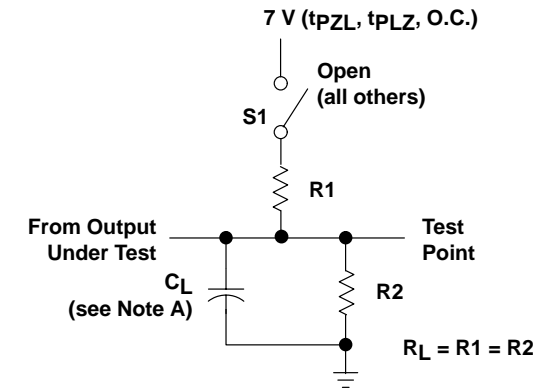 7 V (tPZL, tPLZ, O.C.)
Open
(all others)
S1
R1
From Output
Under Test
Test
Point
CL
(see Note A)
R2
RL = R1 = R2